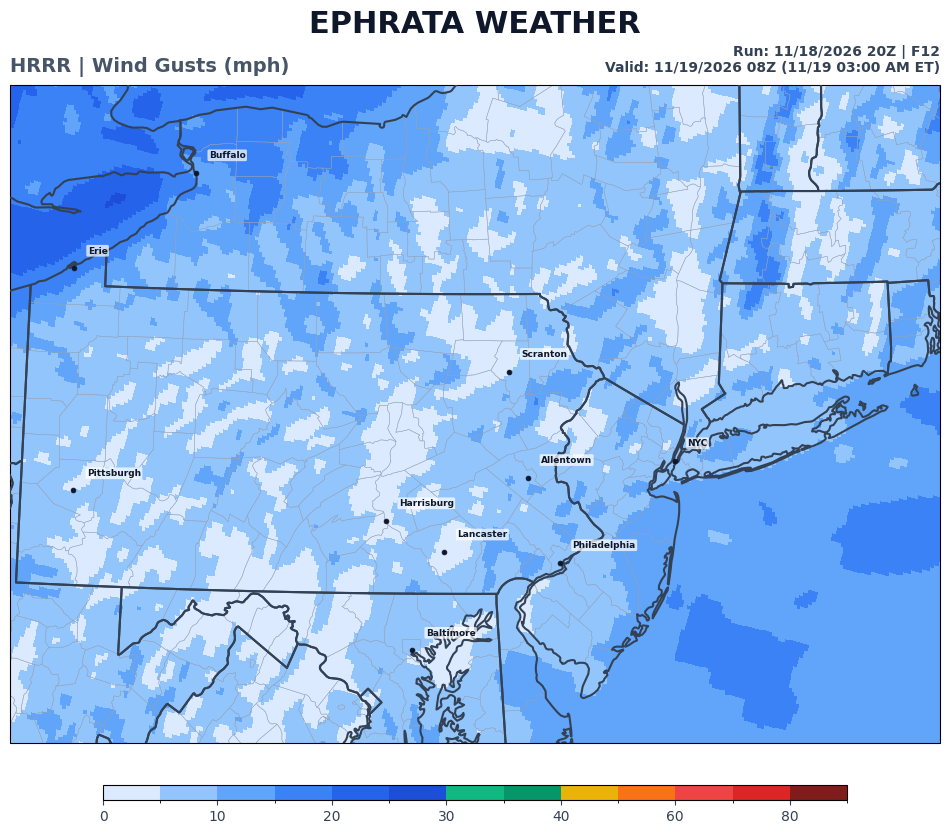 EPHRATA WEATHER
HRRR | Wind Gusts (mph)
Run: 11/18/2026 20Z | F12
Valid: 11/19/2026 08Z (11/19 03:00 AM ET)
Buffalo
Erie
Scranton
NYC
Allentown
Pittsburgh
Harrisburg
Lancaster
Philadelphia
Baltimore
0 10 20 30 40 60 80